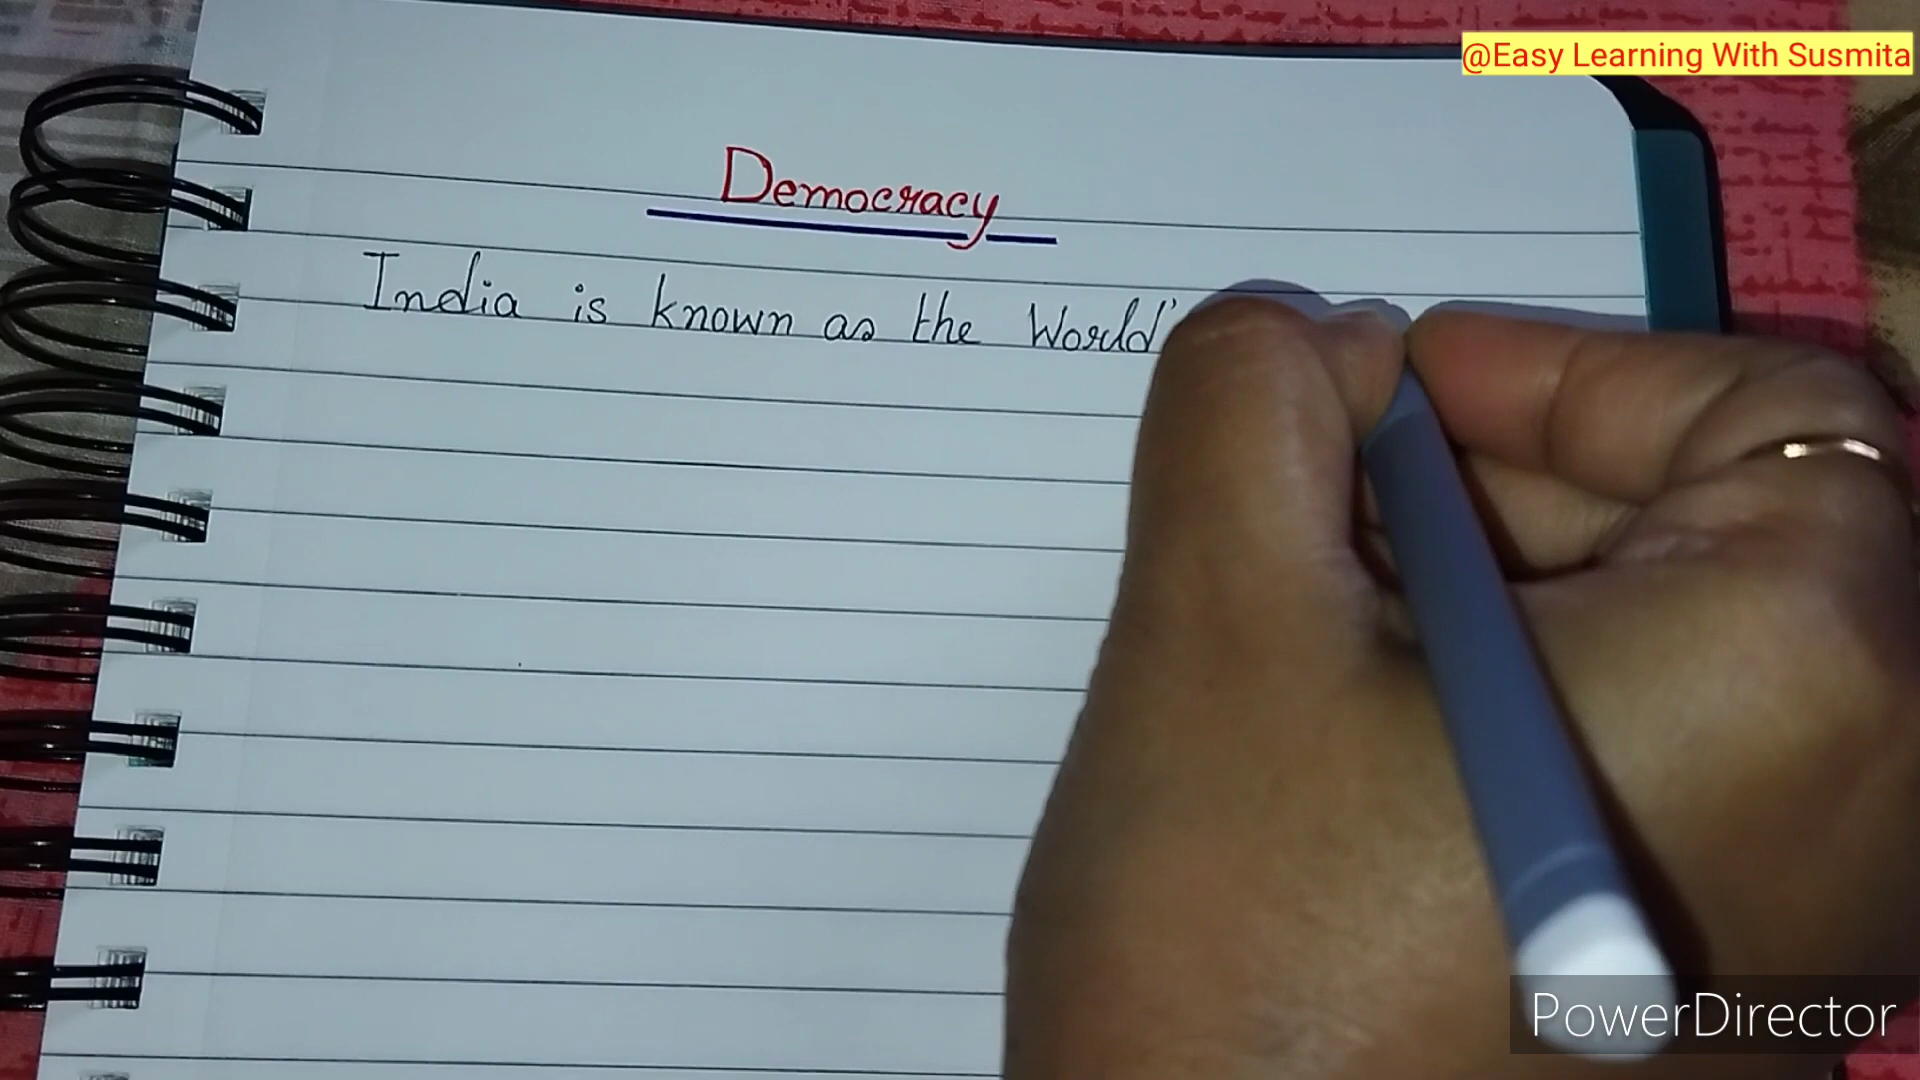 @Easy Learning With Susmita
Democracy
India is known as the World'
PowerDirector